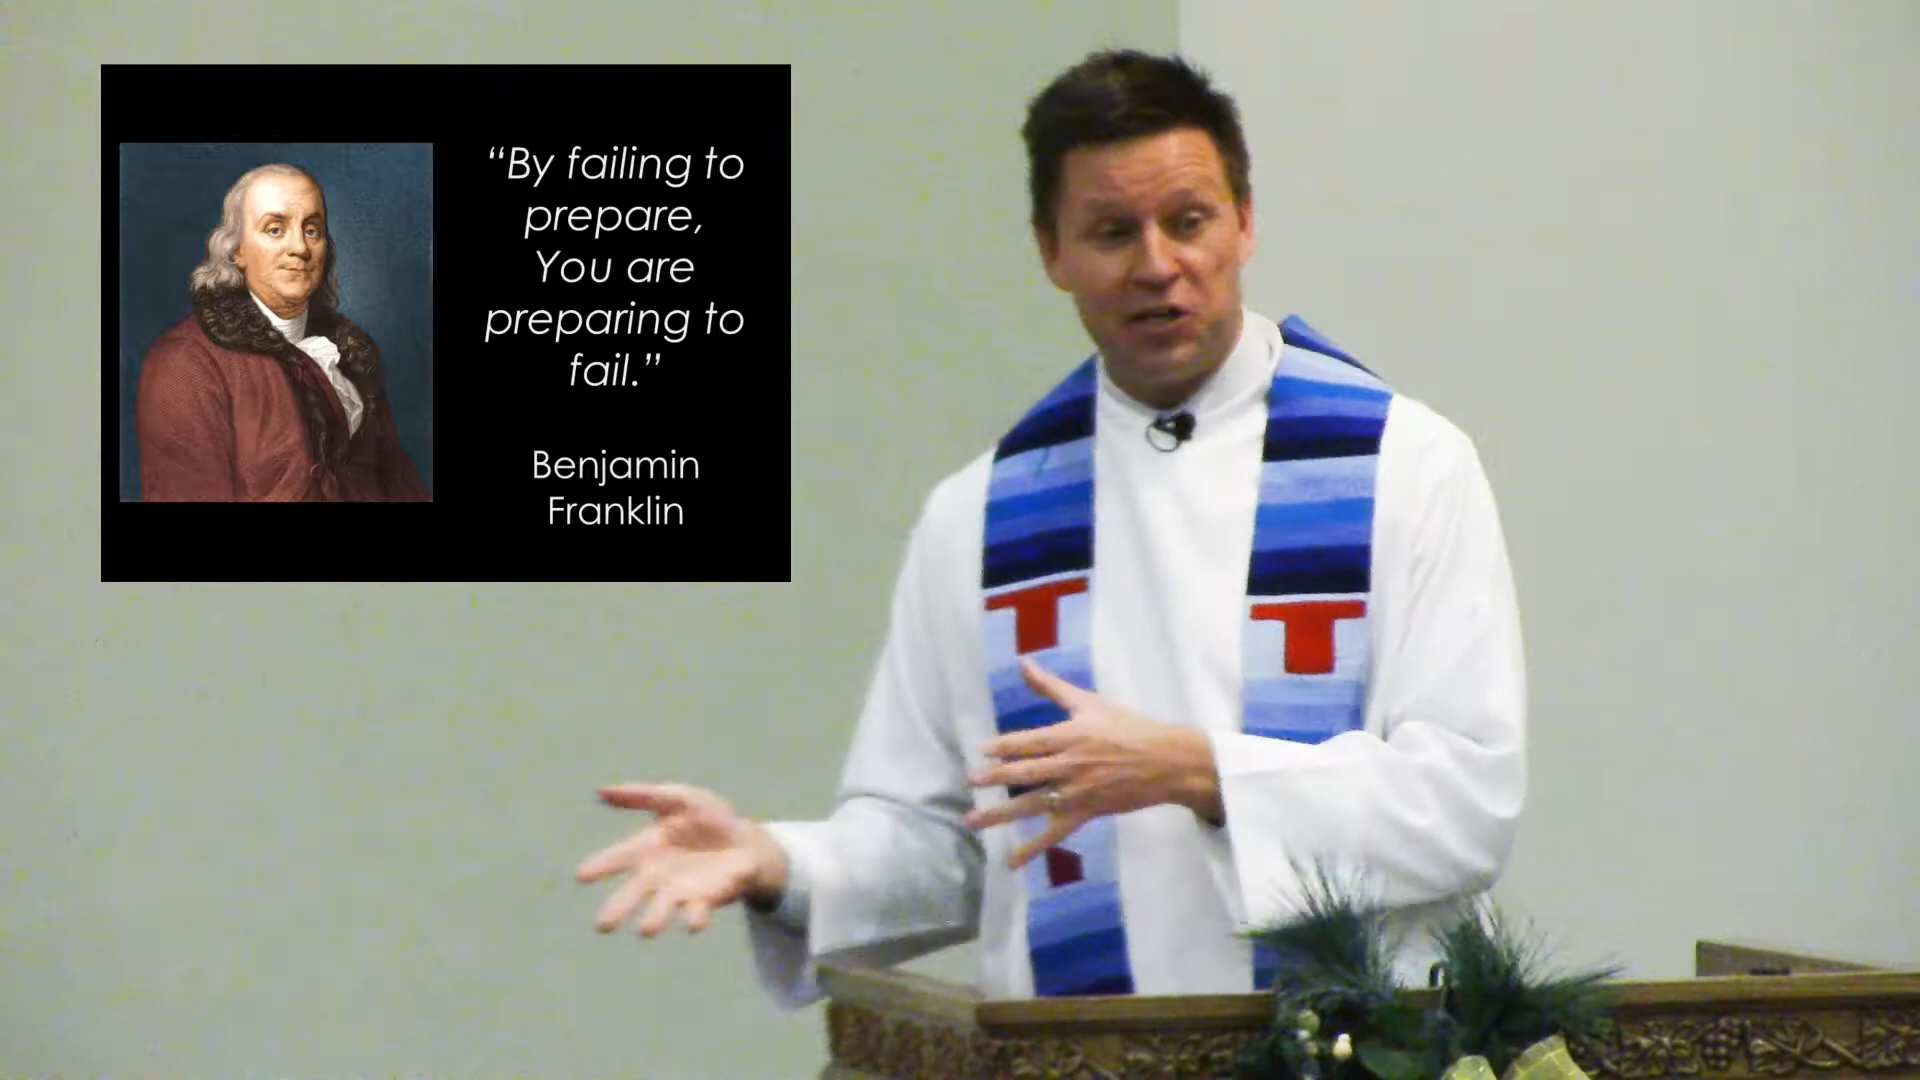 “By failing to
prepare,
You are
preparing to
fail.”
Benjamin
Franklin